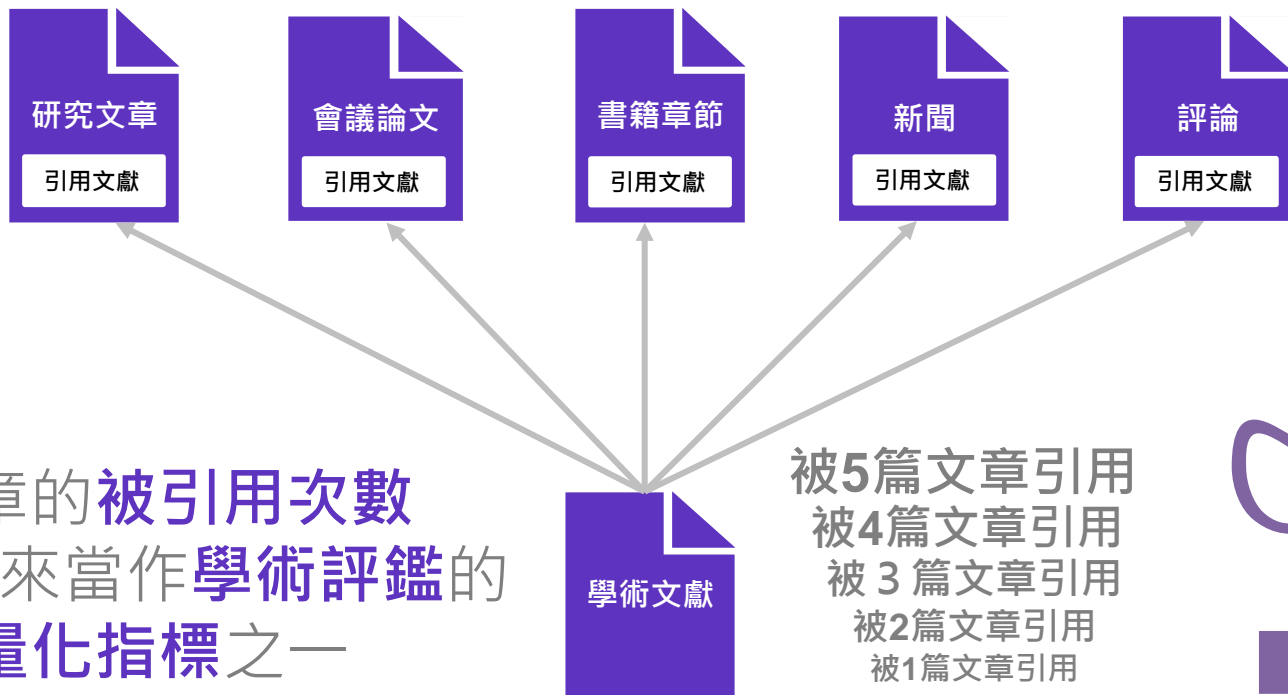 研究文章
引用文獻
會議論文
引用文獻
書籍章節
引用文獻
新聞
引用文獻
評論
引用文獻
章的被引用次數
來當作學術評鑑的
量化指標之一
學術文獻
被5篇文章引用
被4篇文章引用
被 3 篇文章引用
被2篇文章引用
被1篇文章引用